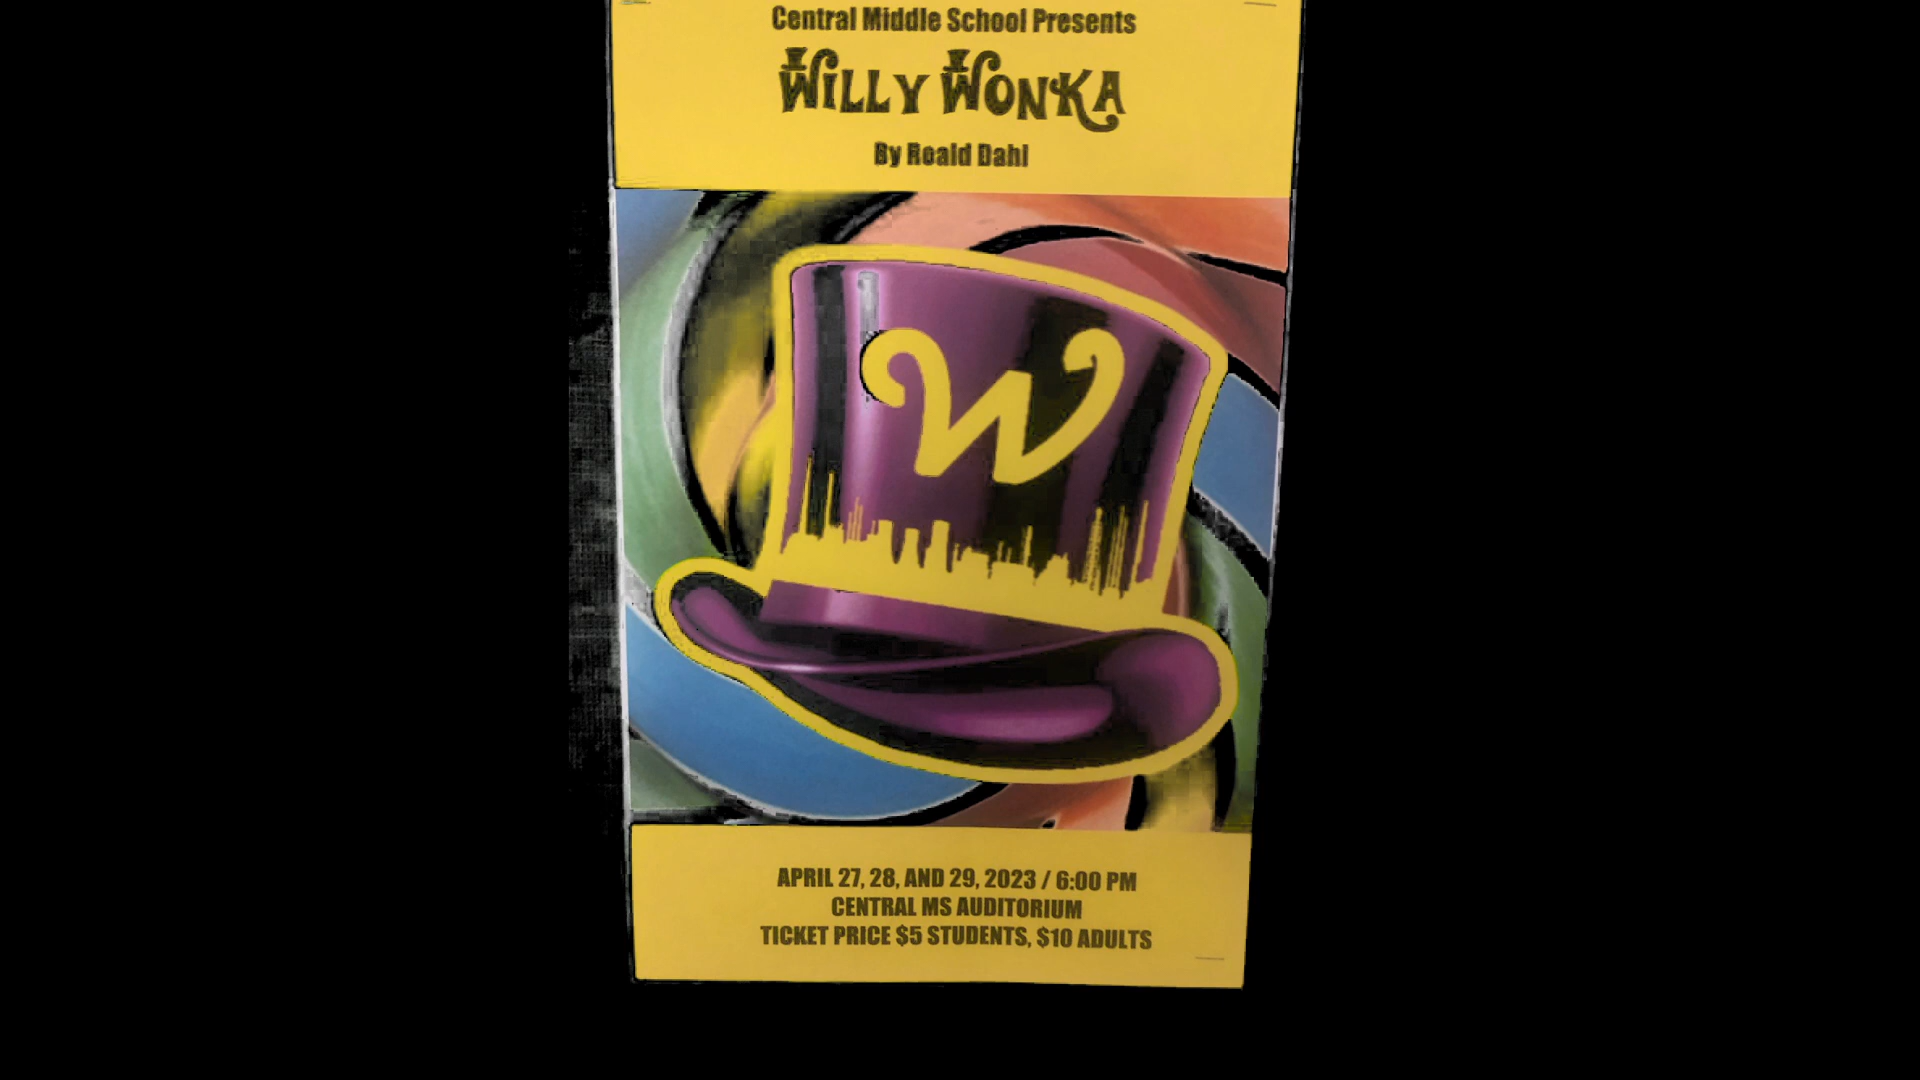 Central Middle School Presents
WILLY WONKA
By Roald Dahl
W
APRIL 27, 28, AND 29, 2023 / 6:00 PM
CENTRAL MS AUDITORIUM
TICKET PRICE $5 STUDENTS, $10 ADULTS